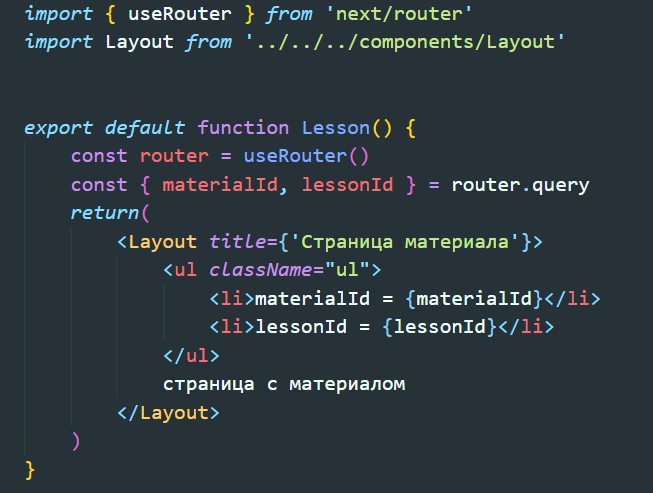 import { useRouter } from 'next/router'
import Layout from '../../../components/Layout'
export default function Lesson() {
const router = useRouter()
const { materialId, lessonId } = router.query
return(
<Layout title={'Страница материала'}>
<ul className="ul">
<li>materialId = {materialId}</li>
<li>lessonId = {lessonId}</li>
</ul>
страница с материалом
</Layout>
)
}